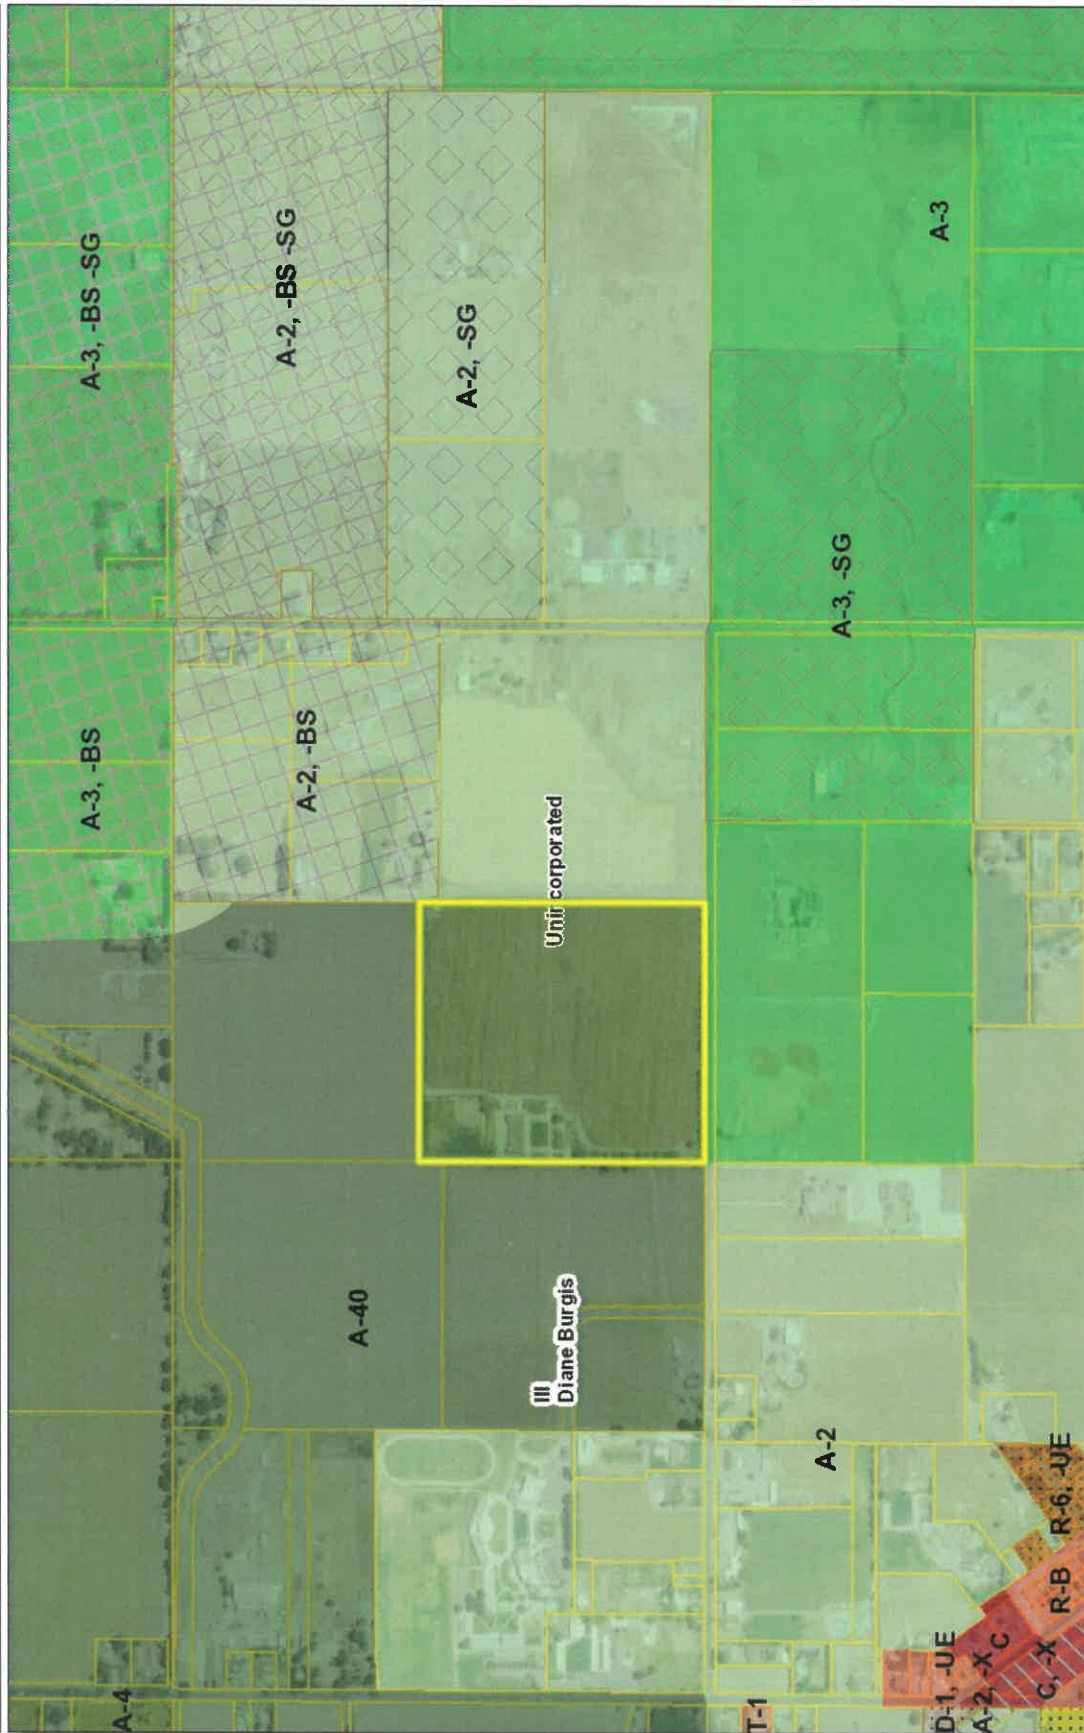 A-4
A-3, -BS
A-3, -BS -SG
A-40
A-2, -BS
A-2, -BS -SG
A-2, -SG
III
Diane Burgis
Unincorporated
T-1
A-2
A-3, -SG
A-3
D-1, -UE
A-2, -X
C
C, -X
R-B
R-6, -UE